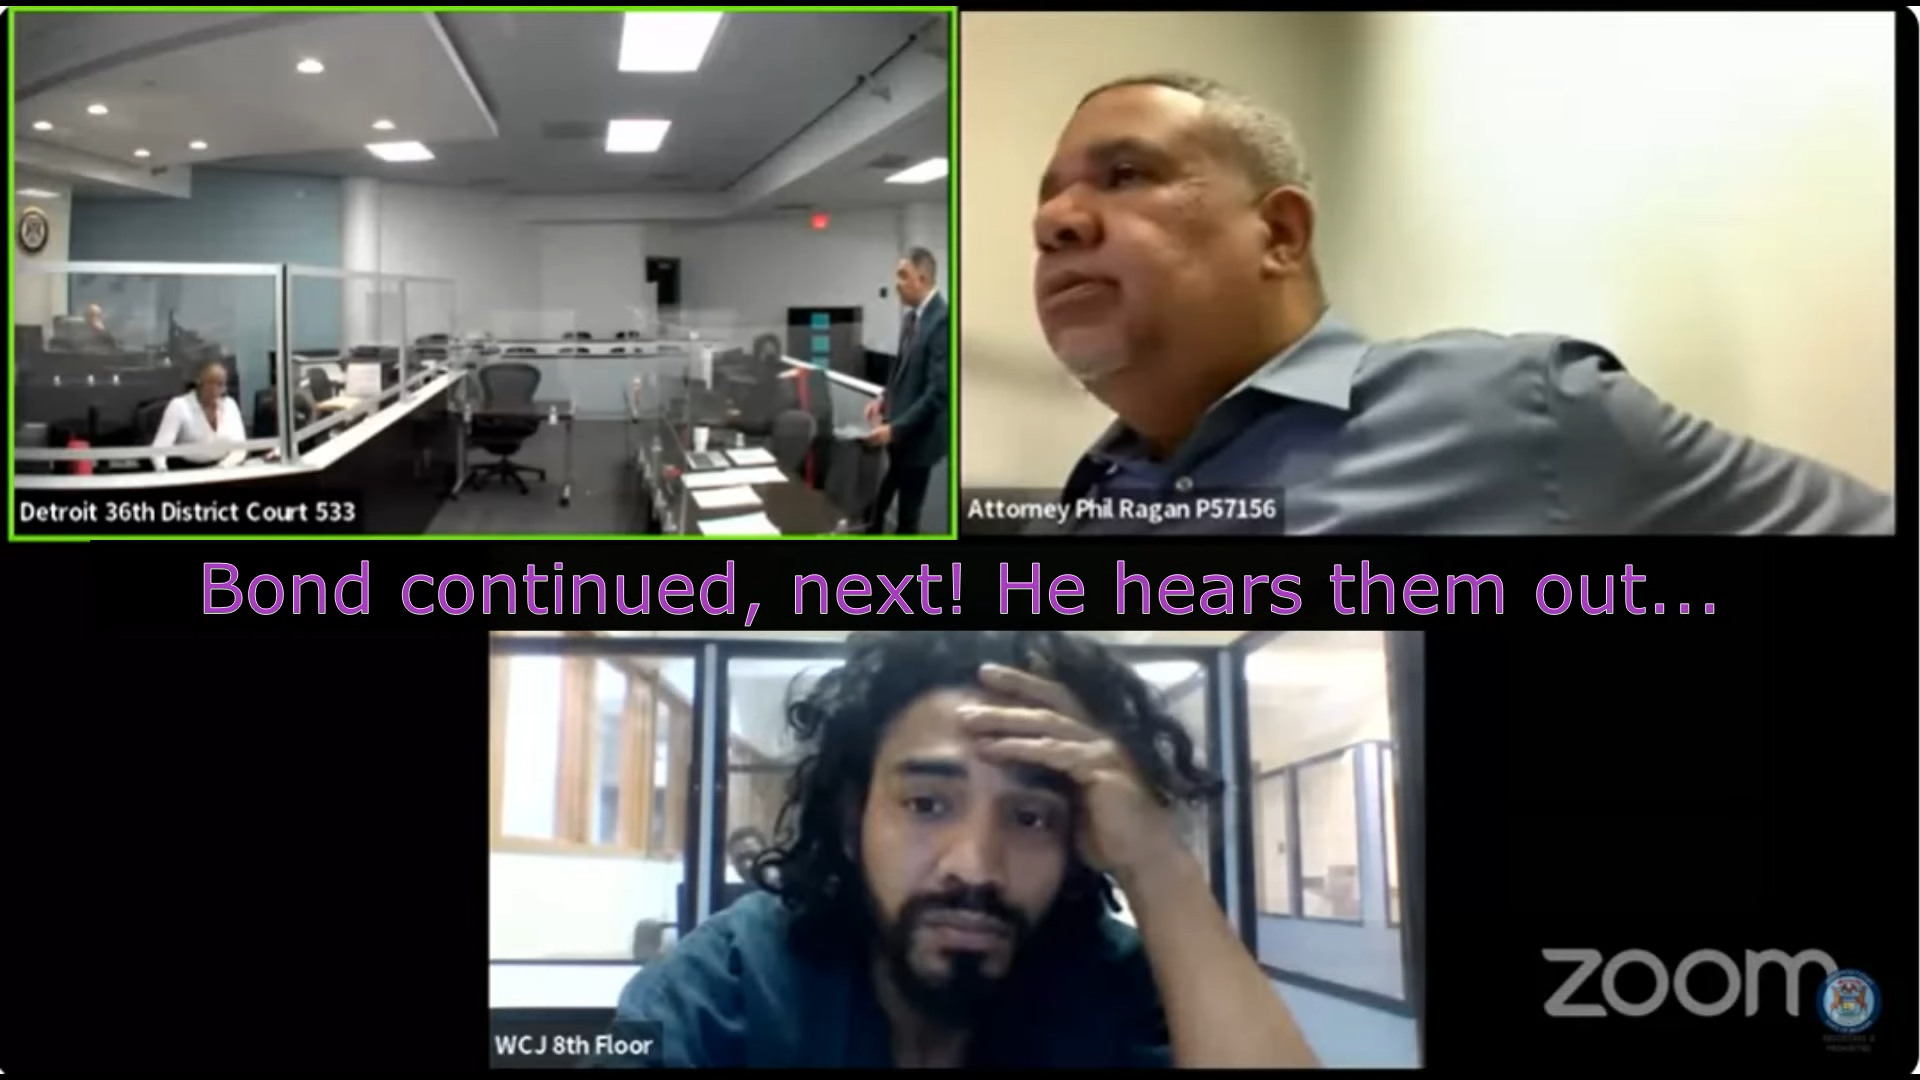 Detroit 36th District Court 533
Attorney Phil Ragan P57156
Bond continued, next! He hears them out...
WCJ 8th Floor
zoom